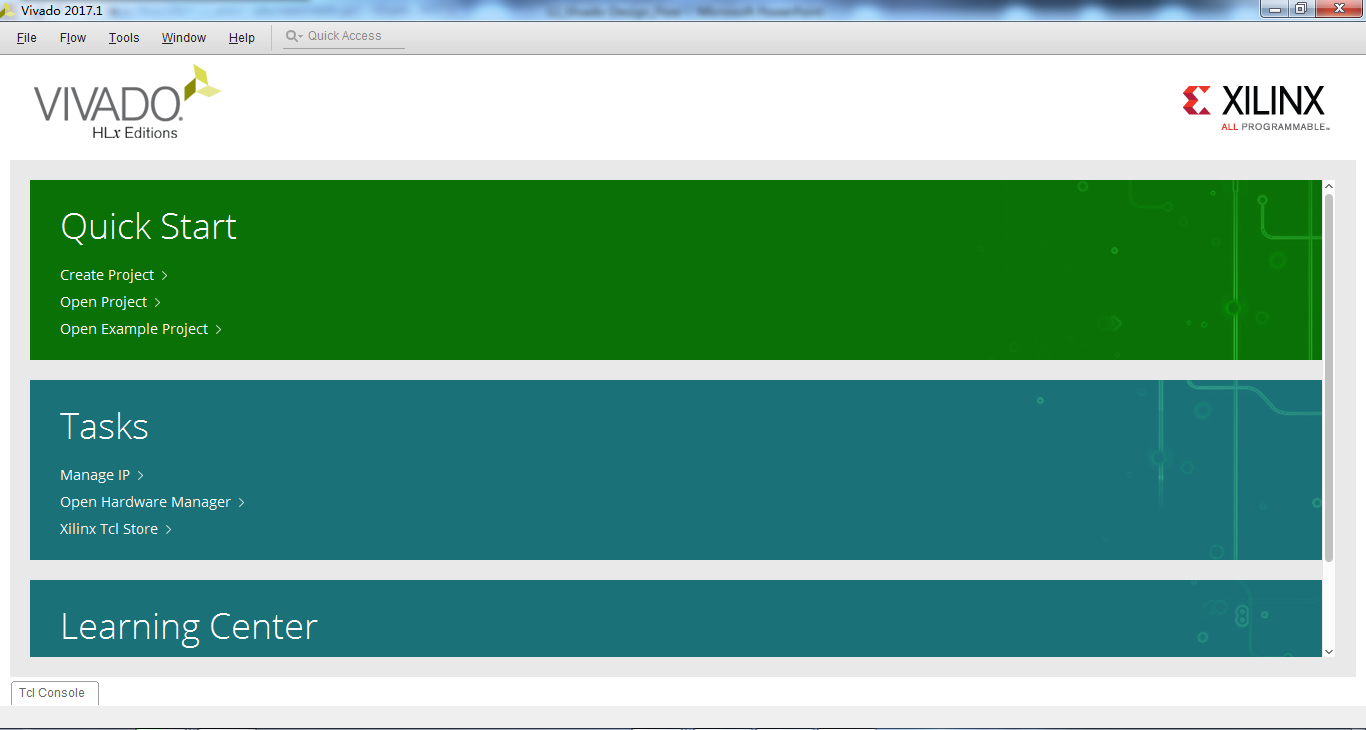 Vivado 2017.1
File Flow Tools Window Help Quick Access
VIVADO.
HLx Editions
XILINX
ALL PROGRAMMABLE™
Quick Start
Create Project
Open Project
Open Example Project
Tasks
Manage IP
Open Hardware Manager
Xilinx Tcl Store
Learning Center
Tcl Console